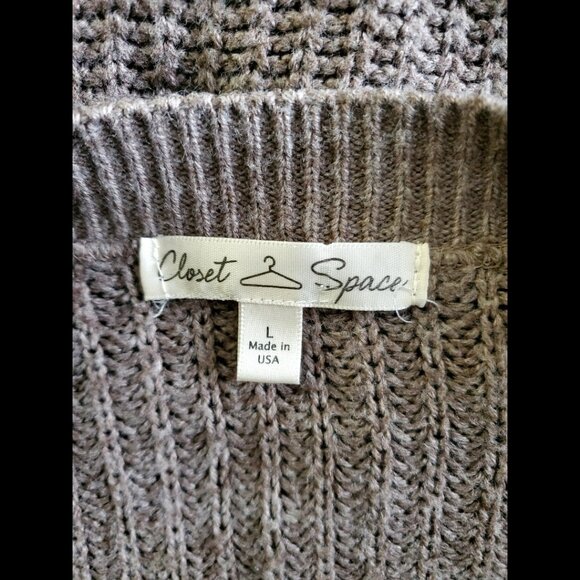 Closet Space
L
Made in
USA